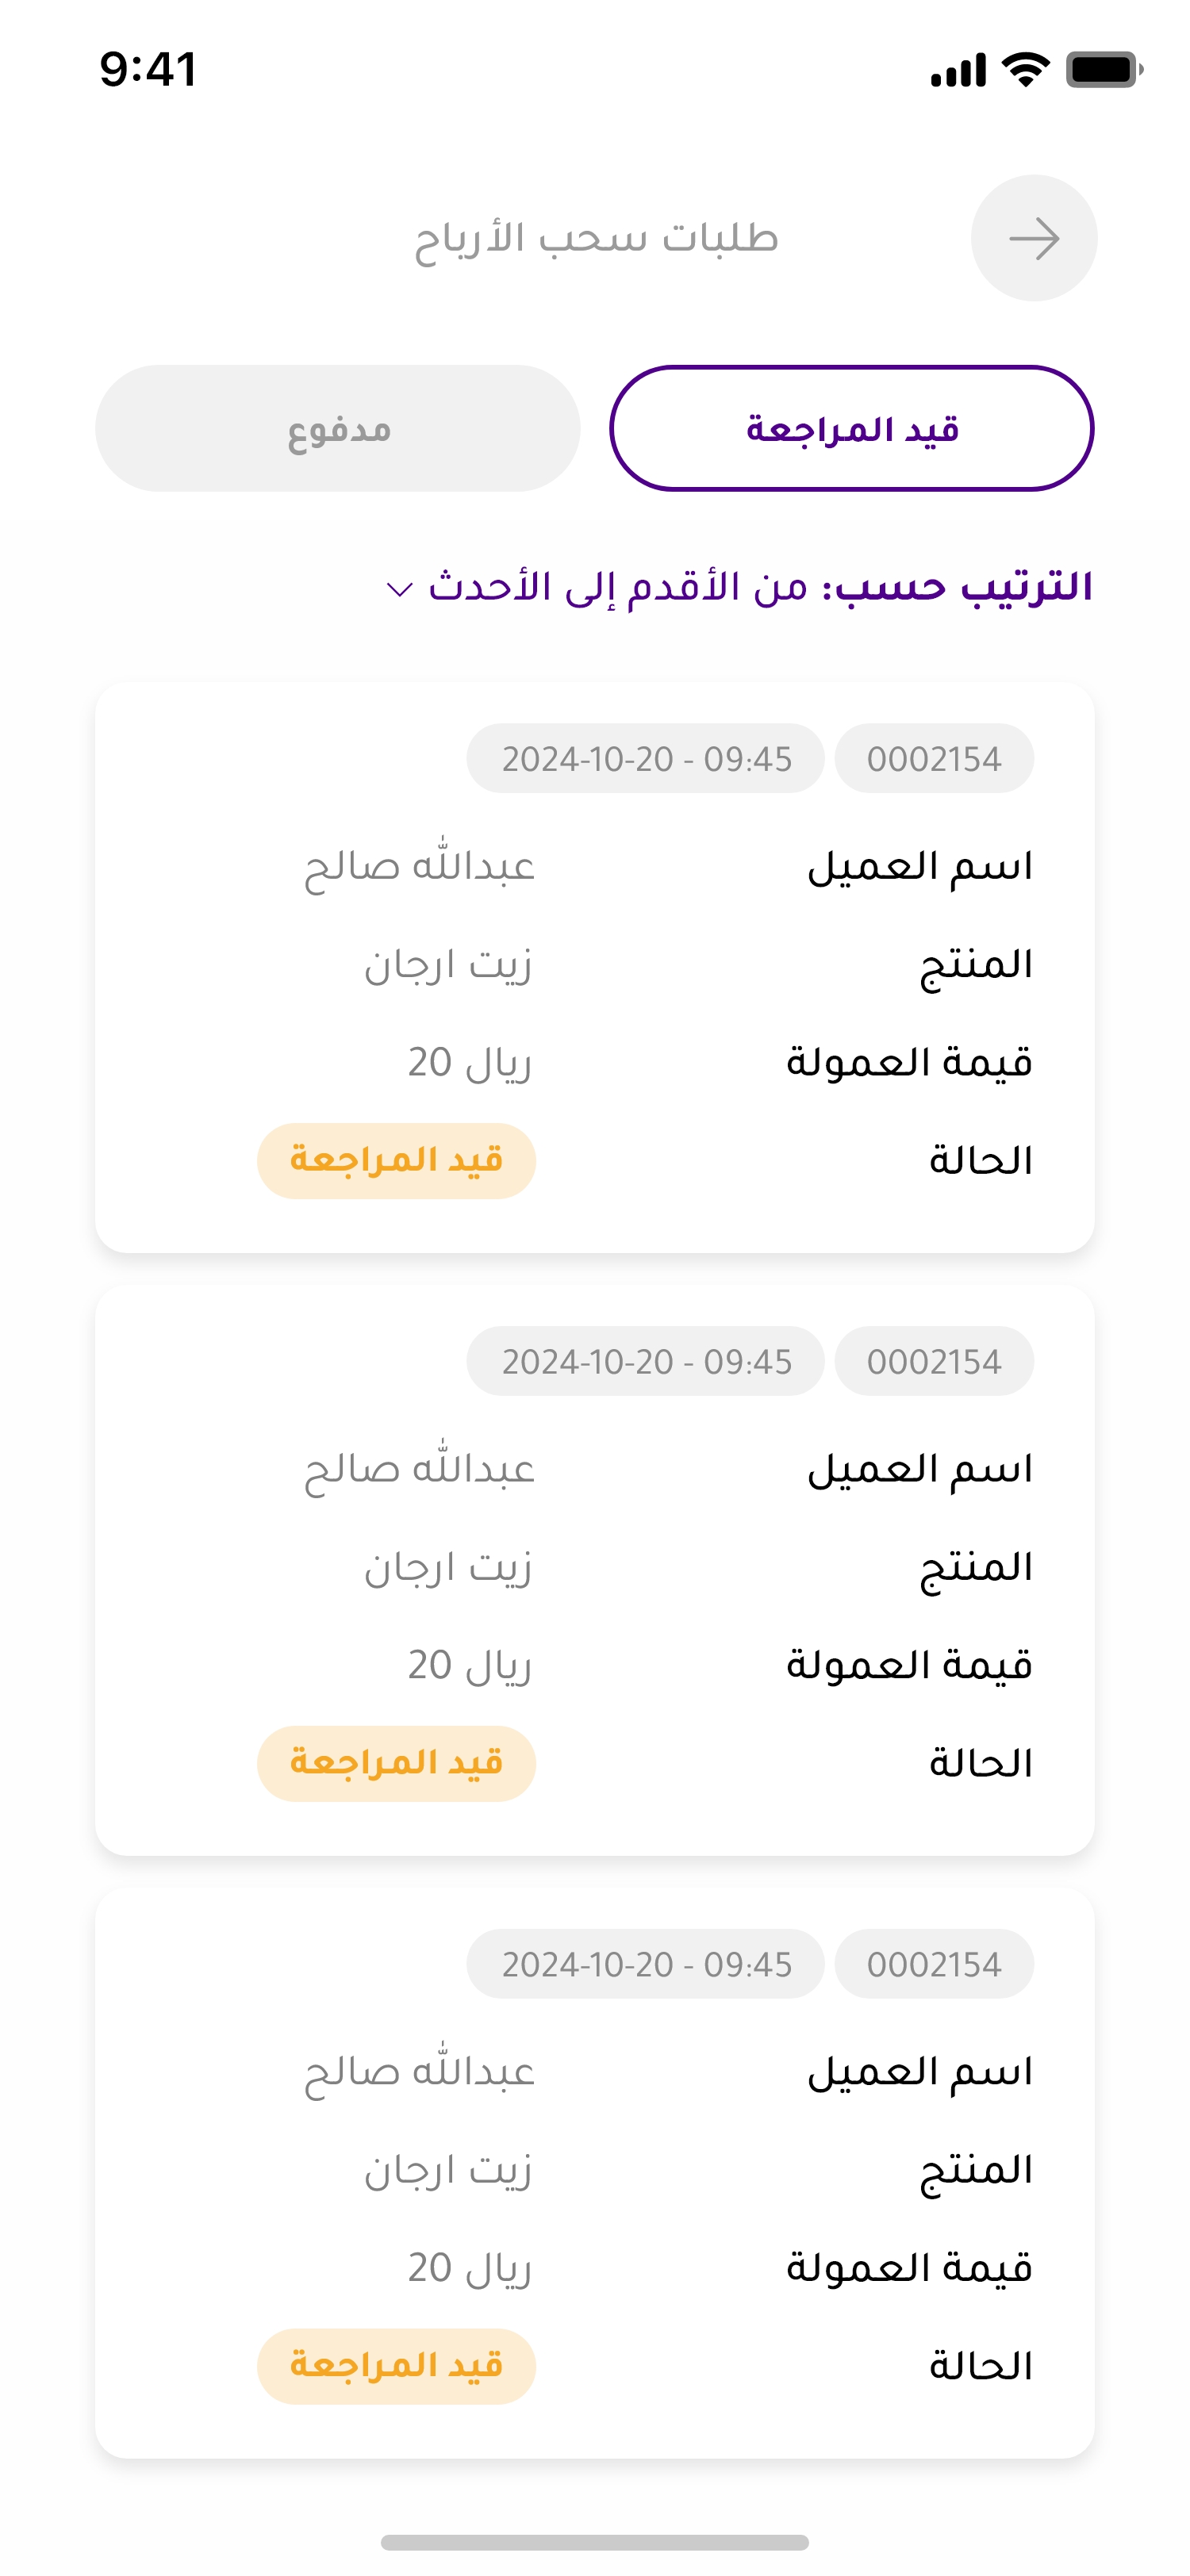 9:41
طلبات سحب الأرباح
قيد المراجعة
مدفوع
الترتيب حسب: من الأقدم إلى الأحدث
0002154
2024-10-20 - 09:45
اسم العميل
عبدالله صالح
المنتج
زيت ارجان
قيمة العمولة
ريال 20
الحالة
قيد المراجعة
0002154
2024-10-20 - 09:45
اسم العميل
عبدالله صالح
المنتج
زيت ارجان
قيمة العمولة
ريال 20
الحالة
قيد المراجعة
0002154
2024-10-20 - 09:45
اسم العميل
عبدالله صالح
المنتج
زيت ارجان
قيمة العمولة
ريال 20
الحالة
قيد المراجعة